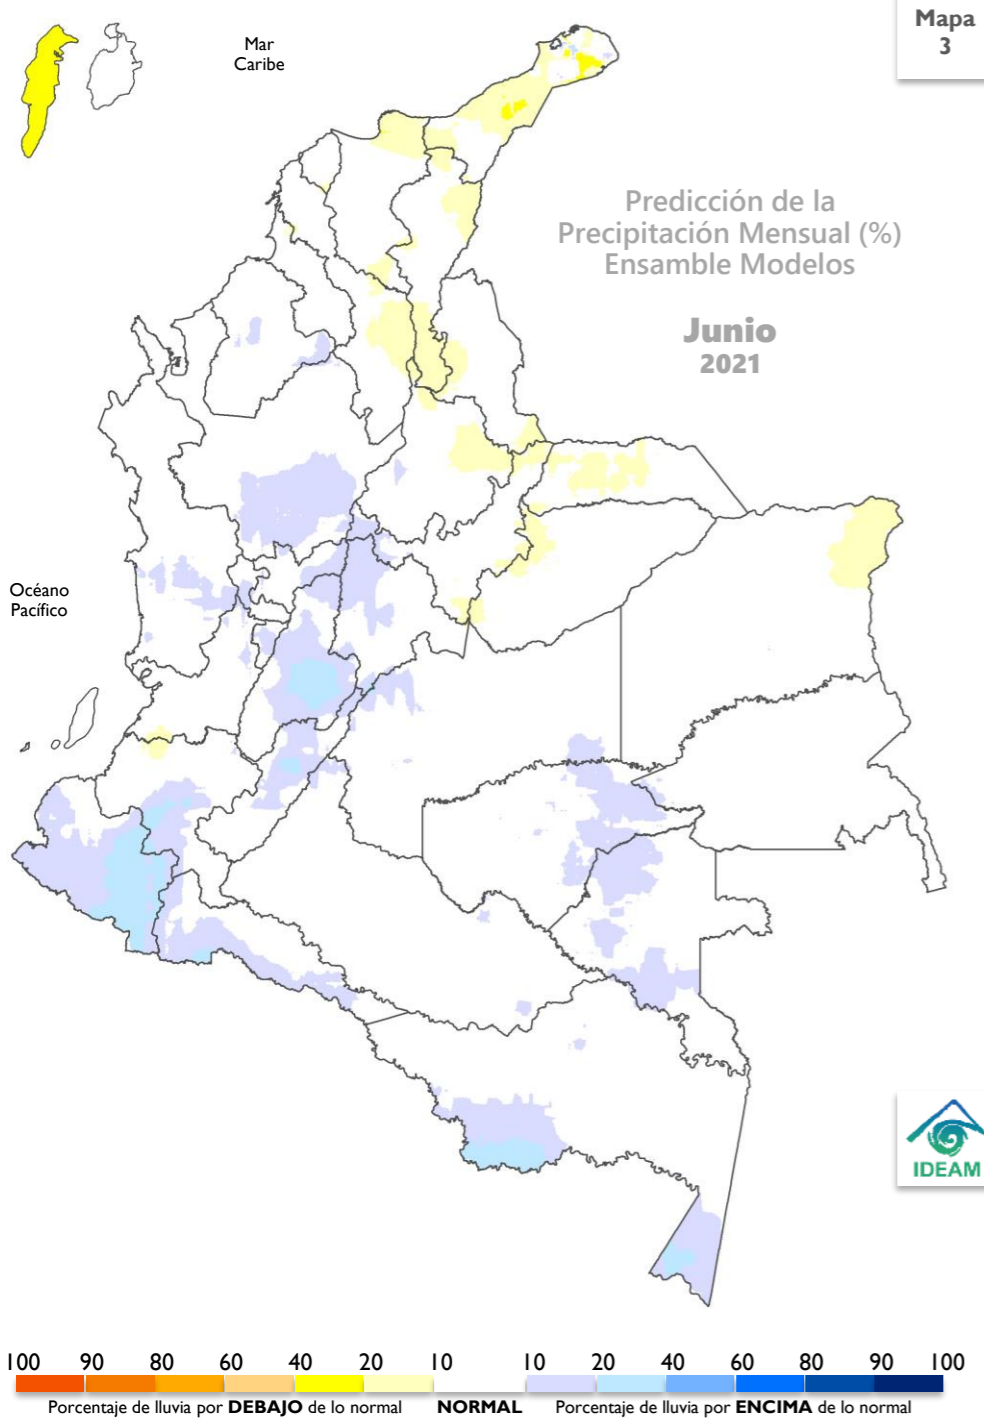 Mapa
3
Mar
Caribe
Predicción de la
Precipitación Mensual (%)
Ensamble Modelos
Junio
2021
Océano
Pacífico
IDEAM
100 90 80 60 40 20 10 10 20 40 60 80 90 100
Porcentaje de lluvia por DEBAJO de lo normal NORMAL Porcentaje de lluvia por ENCIMA de lo normal